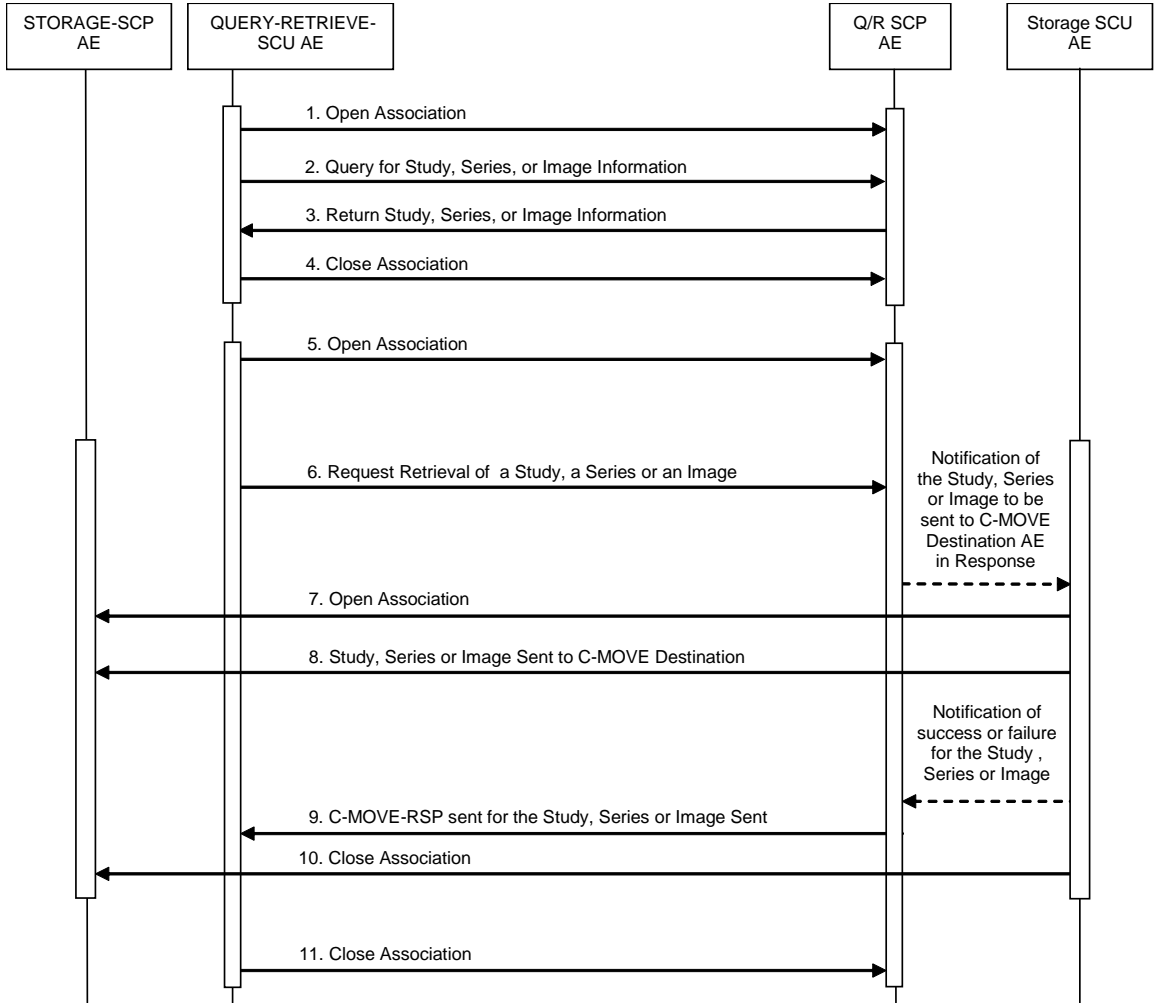 STORAGE-SCP
AE
QUERY-RETRIEVE-
SCU AE
Q/R SCP
AE
Storage SCU
AE
1. Open Association
2. Query for Study, Series, or Image Information
3. Return Study, Series, or Image Information
4. Close Association
5. Open Association
6. Request Retrieval of a Study, a Series or an Image
Notification of
the Study, Series
or Image to be
sent to C-MOVE
Destination AE
in Response
7. Open Association
8. Study, Series or Image Sent to C-MOVE Destination
Notification of
success or failure
for the Study ,
Series or Image
9. C-MOVE-RSP sent for the Study, Series or Image Sent
10. Close Association
11. Close Association